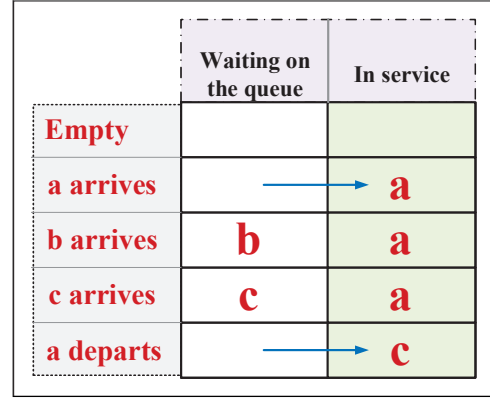 Waiting on
the queue
In service
Empty
a arrives
a
b arrives
b
a
c arrives
c
a
a departs
c